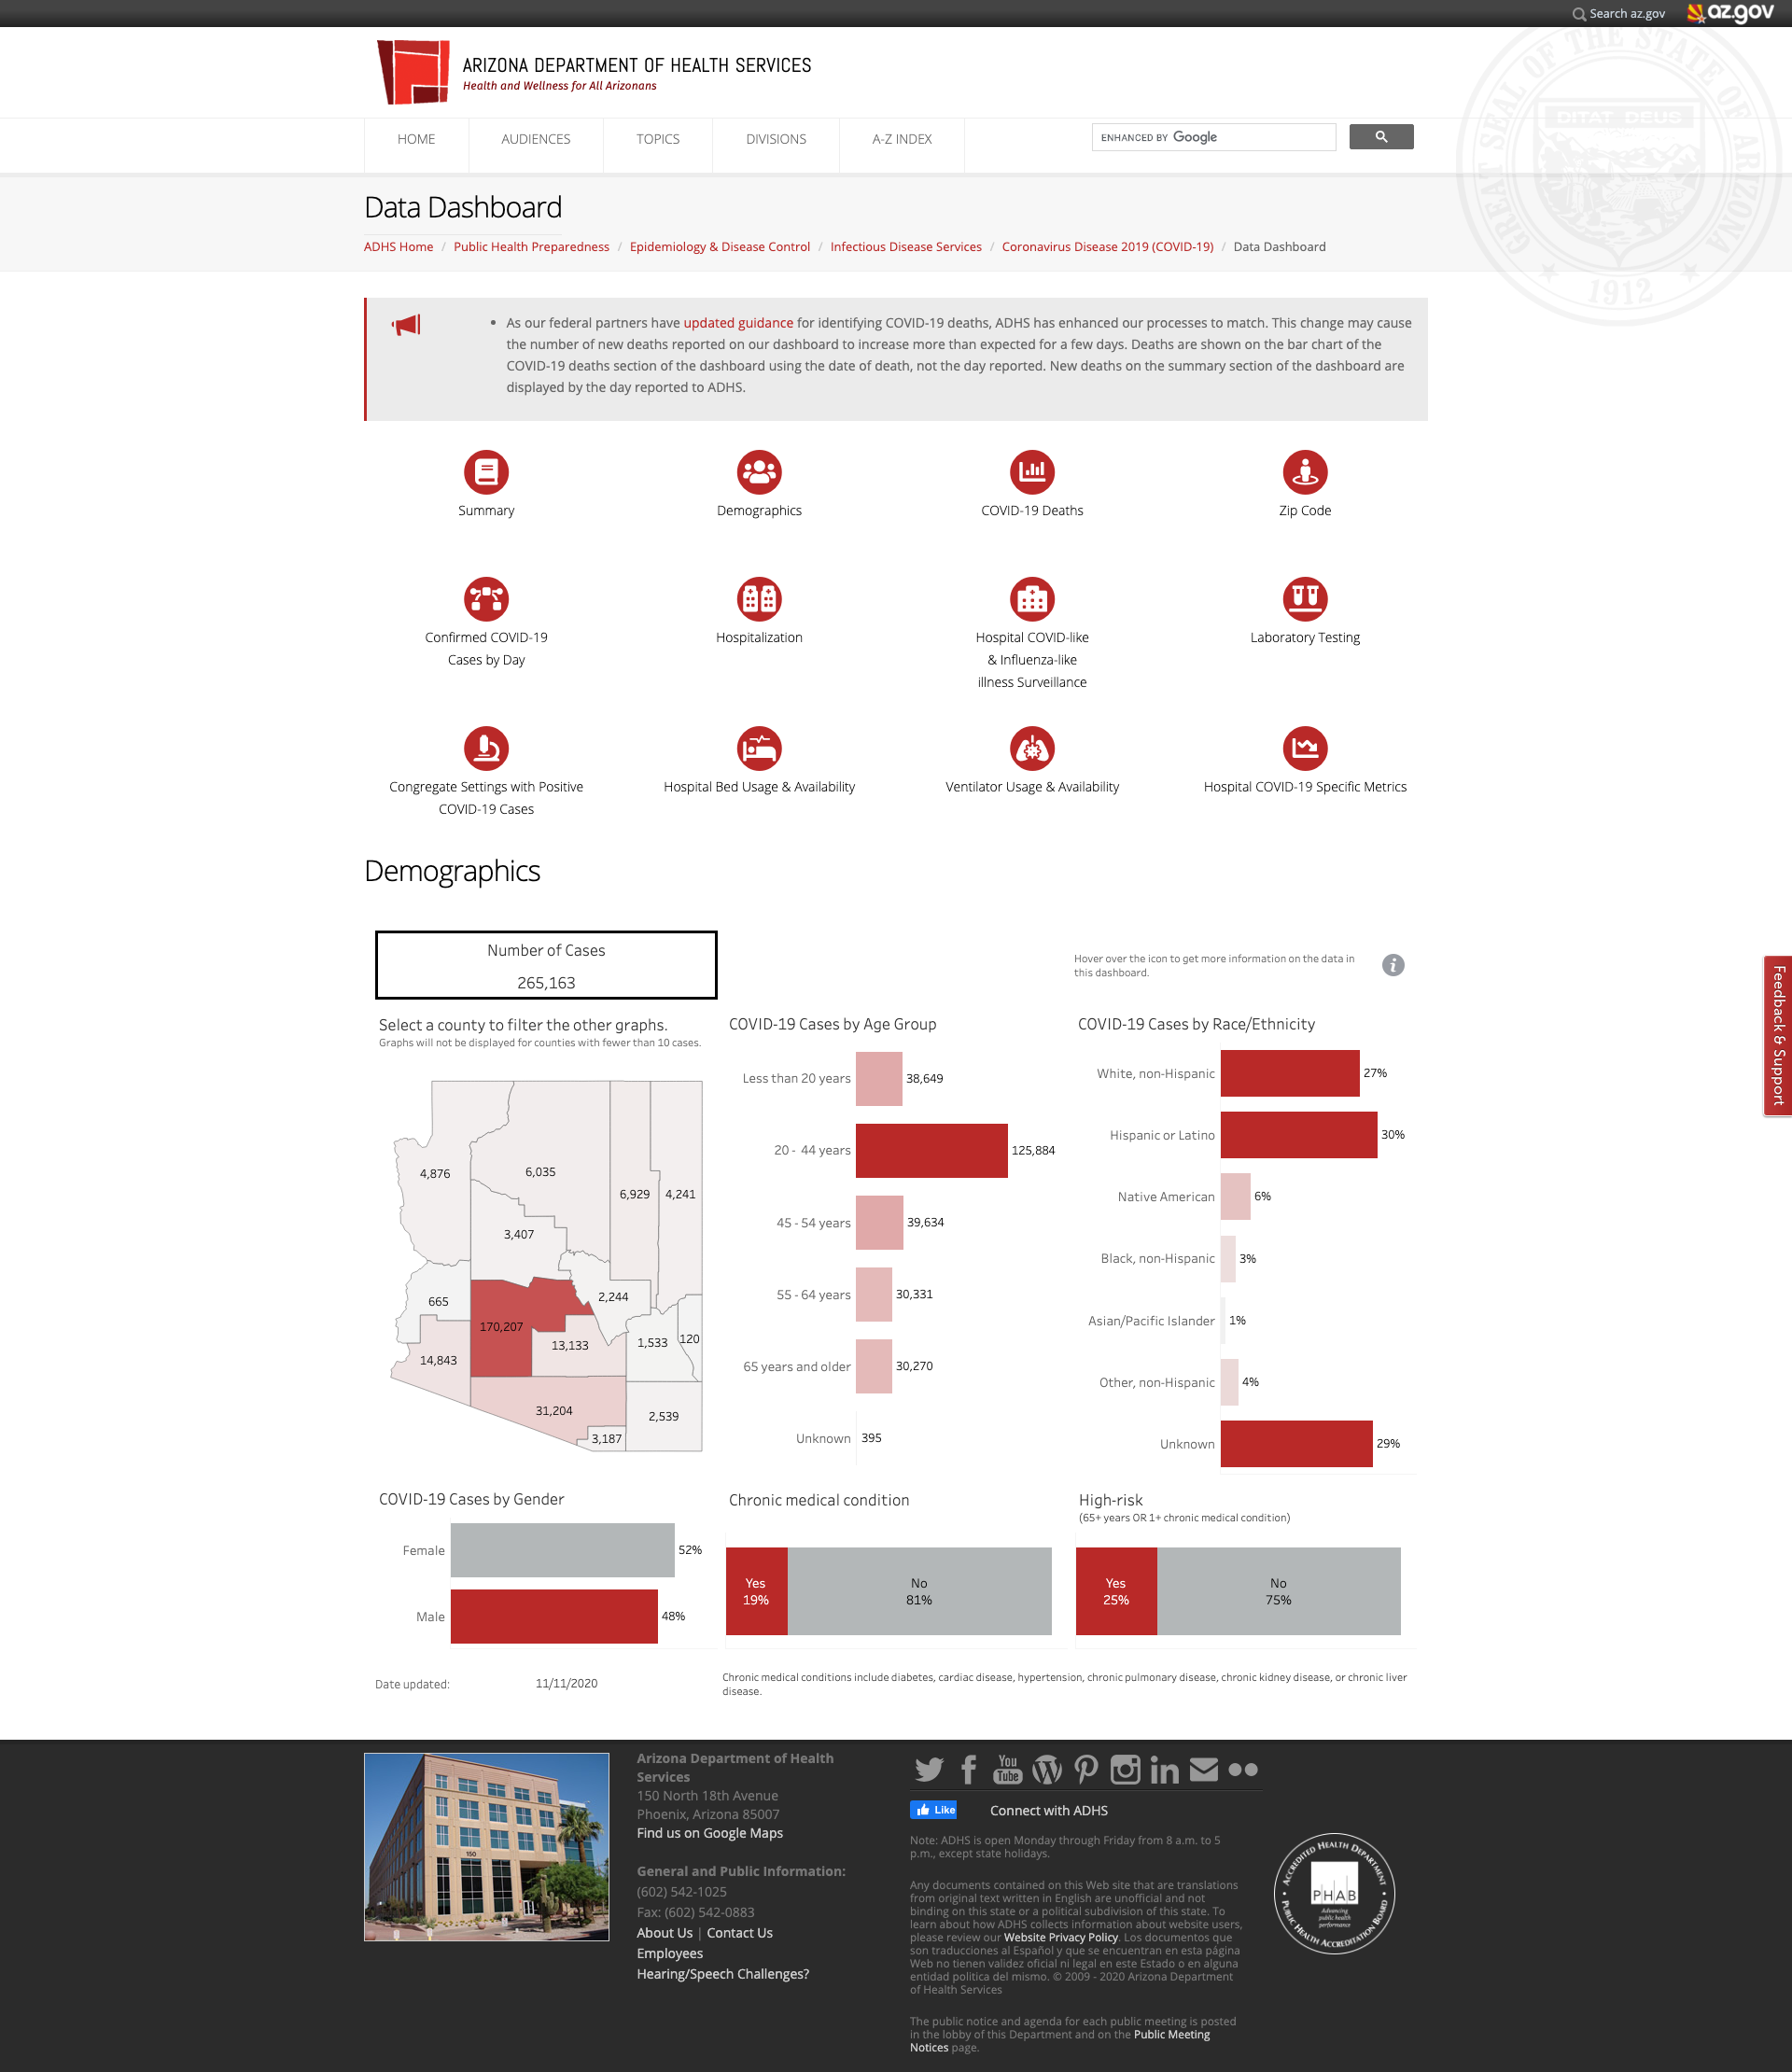 Search az.gov
az.gov
GREAT SEAL OF THE STATE OF ARIZONA
DITAT DEUS
1912
ARIZONA DEPARTMENT OF HEALTH SERVICES
Health and Wellness for All Arizonans
HOME
AUDIENCES
TOPICS
DIVISIONS
A-Z INDEX
ENHANCED BY Google
Data Dashboard
ADHS Home / Public Health Preparedness / Epidemiology & Disease Control / Infectious Disease Services / Coronavirus Disease 2019 (COVID-19) / Data Dashboard
• As our federal partners have updated guidance for identifying COVID-19 deaths, ADHS has enhanced our processes to match. This change may cause
the number of new deaths reported on our dashboard to increase more than expected for a few days. Deaths are shown on the bar chart of the
COVID-19 deaths section of the dashboard using the date of death, not the day reported. New deaths on the summary section of the dashboard are
displayed by the day reported to ADHS.
Summary
Demographics
COVID-19 Deaths
Zip Code
Confirmed COVID-19
Cases by Day
Hospitalization
Hospital COVID-like
& Influenza-like
illness Surveillance
Laboratory Testing
Congregate Settings with Positive
COVID-19 Cases
Hospital Bed Usage & Availability
Ventilator Usage & Availability
Hospital COVID-19 Specific Metrics
Demographics
Number of Cases
265,163
Hover over the icon to get more information on the data in
this dashboard.
Feedback & Support
Select a county to filter the other graphs.
Graphs will not be displayed for counties with fewer than 10 cases.
4,876
6,035
6,929
4,241
3,407
665
2,244
170,207
13,133
1,533
120
14,843
31,204
2,539
3,187
COVID-19 Cases by Age Group
Less than 20 years 38,649
20 - 44 years 125,884
45 - 54 years 39,634
55 - 64 years 30,331
65 years and older 30,270
Unknown 395
COVID-19 Cases by Race/Ethnicity
White, non-Hispanic 27%
Hispanic or Latino 30%
Native American 6%
Black, non-Hispanic 3%
Asian/Pacific Islander 1%
Other, non-Hispanic 4%
Unknown 29%
COVID-19 Cases by Gender
Female 52%
Male 48%
Chronic medical condition
Yes
19%
No
81%
High-risk
(65+ years OR 1+ chronic medical condition)
Yes
25%
No
75%
Date updated: 11/11/2020
Chronic medical conditions include diabetes, cardiac disease, hypertension, chronic pulmonary disease, chronic kidney disease, or chronic liver
disease.
150
Arizona Department of Health
Services
150 North 18th Avenue
Phoenix, Arizona 85007
Find us on Google Maps
General and Public Information:
(602) 542-1025
Fax: (602) 542-0883
About Us | Contact Us
Employees
Hearing/Speech Challenges?
You
Tube
Like
Connect with ADHS
Note: ADHS is open Monday through Friday from 8 a.m. to 5
p.m., except state holidays.
Any documents contained on this Web site that are translations
from original text written in English are unofficial and not
binding on this state or a political subdivision of this state. To
learn about how ADHS collects information about website users,
please review our Website Privacy Policy. Los documentos que
son traducciones al Español y que se encuentran en esta página
Web no tienen validez oficial ni legal en este Estado o en alguna
entidad politica del mismo. © 2009 - 2020 Arizona Department
of Health Services
The public notice and agenda for each public meeting is posted
in the lobby of this Department and on the Public Meeting
Notices page.
ACCREDITED HEALTH DEPARTMENT
PHAB
Advancing
public health
performance
PUBLIC HEALTH ACCREDITATION BOARD